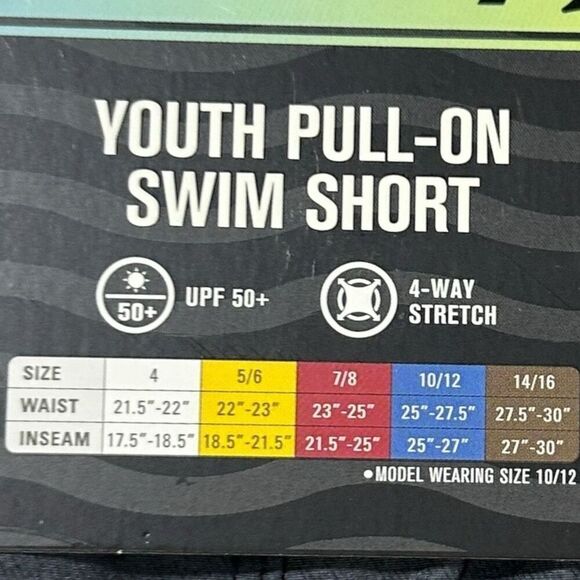 YOUTH PULL-ON
SWIM SHORT
50+ UPF 50+
4-WAY
STRETCH
SIZE 4 5/6 7/8 10/12 14/16
WAIST 21.5"-22" 22"-23" 23"-25" 25"-27.5" 27.5"-30"
INSEAM 17.5"-18.5" 18.5"-21.5" 21.5"-25" 25"-27" 27"-30"
•MODEL WEARING SIZE 10/12